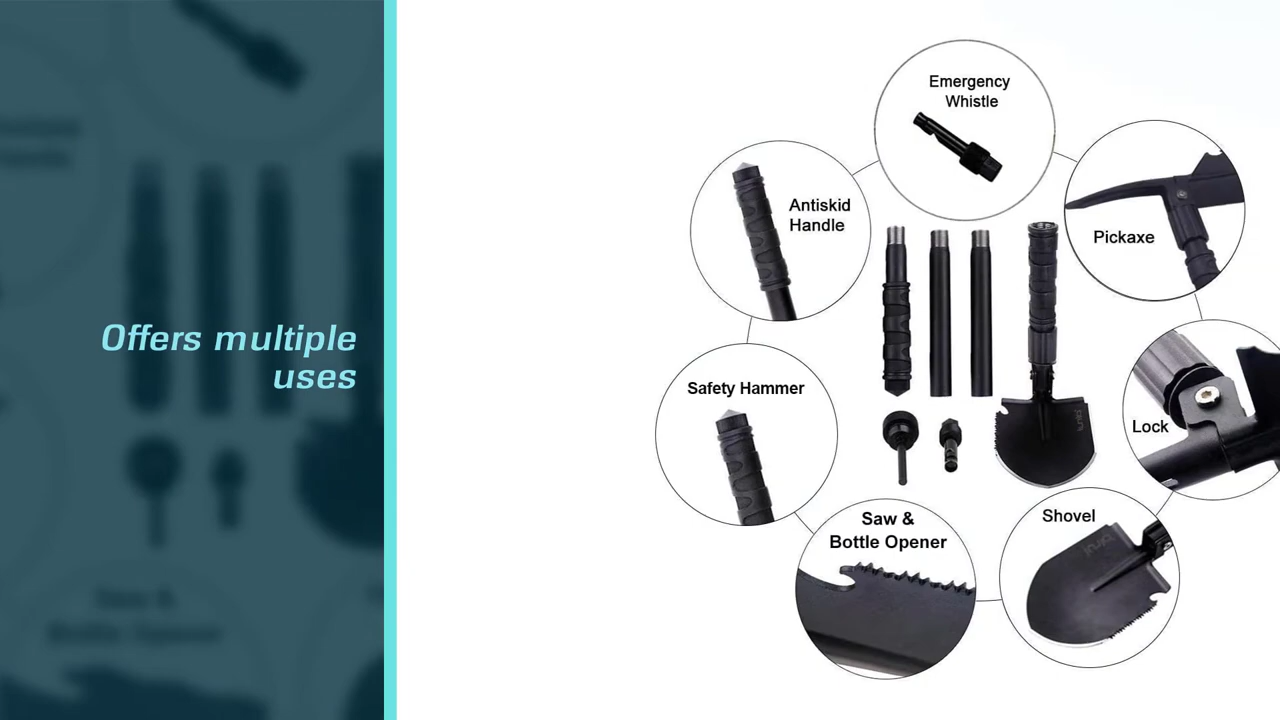 Offers multiple
uses
Emergency
Whistle
Antiskid
Handle
Pickaxe
Safety Hammer
Lock
Saw &
Bottle Opener
Shovel